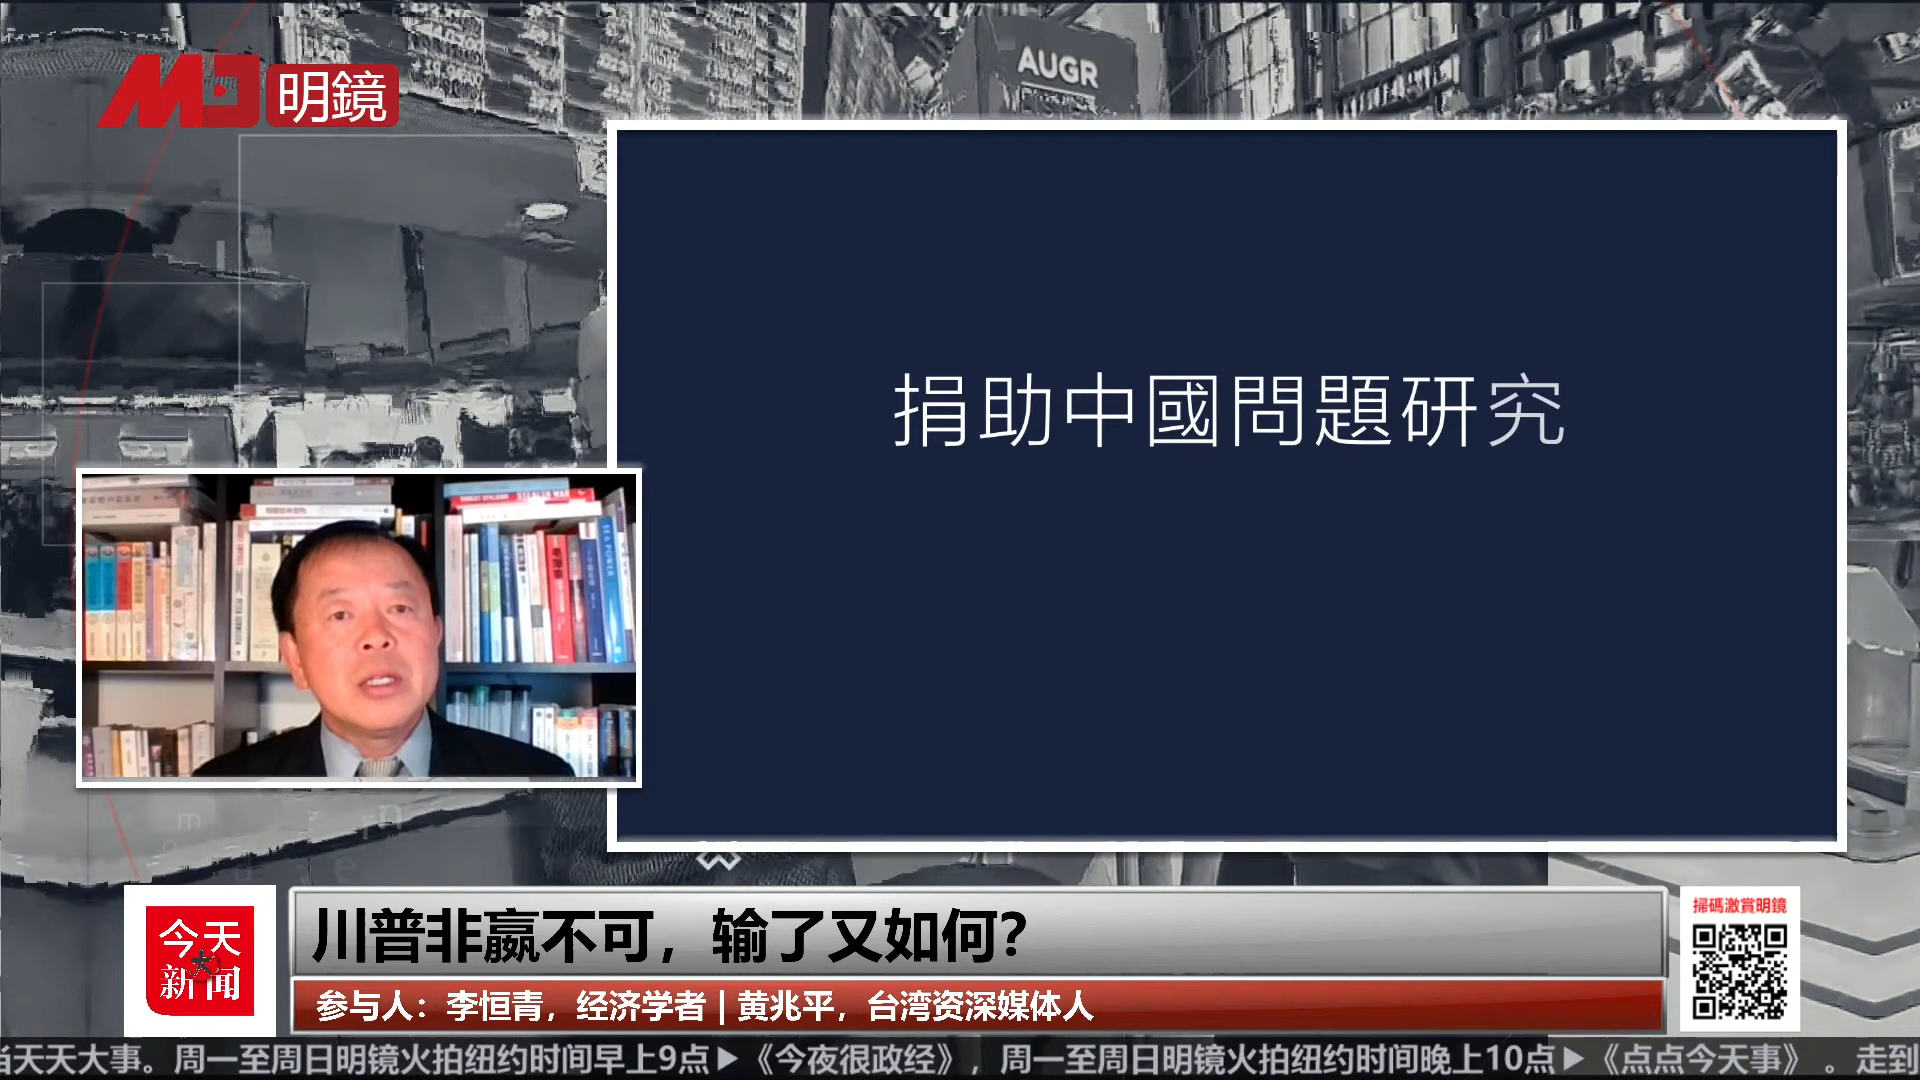 AUGR
明鏡
捐助中國問題研究
SEA POWER
今天
大
新闻
川普非嬴不可，输了又如何？
参与人：李恒青，经济学者 | 黄兆平，台湾资深媒体人
掃碼激賞明鏡
当天天大事。周一至周日明镜火拍纽约时间早上9点▶《今夜很政经》，周一至周日明镜火拍纽约时间晚上10点▶《点点今天事》。走到